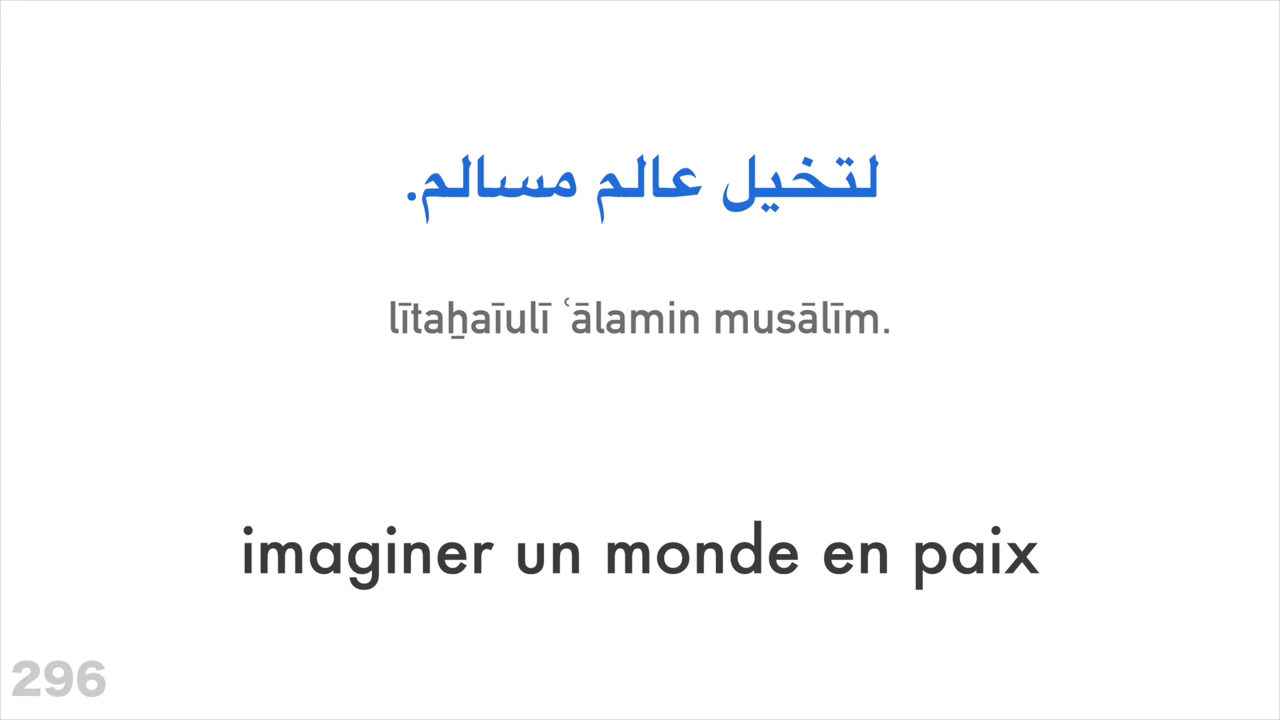 لتخيل عالم مسالم.
lītaẖaīulī ʿālamin musālīm.
imaginer un monde en paix
296